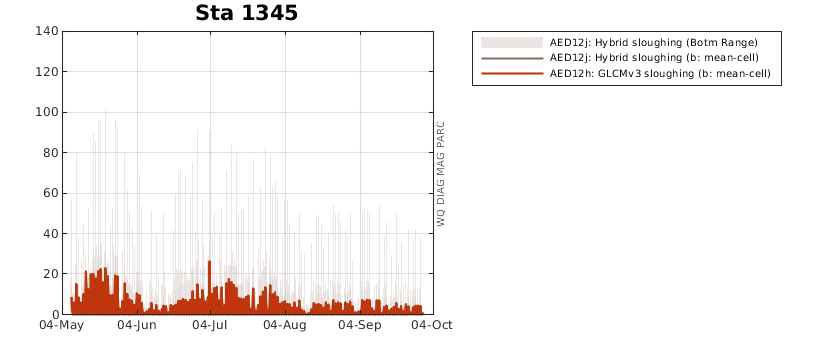 Sta 1345
140
120
100
80
60
40
20
0
04-May
04-Jun
04-Jul
04-Aug
04-Sep
04-Oct
WQ DIAG MAG PARC
AED12j: Hybrid sloughing (Botm Range)
AED12j: Hybrid sloughing (b: mean-cell)
AED12h: GLCMv3 sloughing (b: mean-cell)